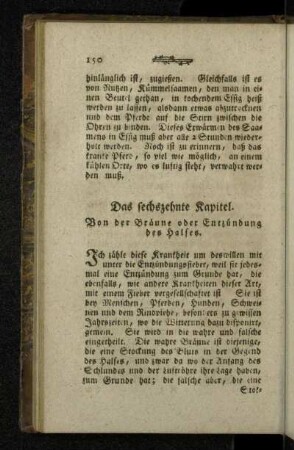 150
hinlänglich ist, zugießen. Gleichfalls ist es
von Nutzen, Kümmelsaamen, den man in ei-
nen Beutel gethan, in kochendem Essig heiß
werden zu lassen, alsdann etwas abzutrocknen
und dem Pferde auf die Stirn zwischen die
Ohren zu binden. Dieses Erwärmen des Saa-
mens in Essig muß aber alle 2 Stunden wieder-
holt werden. Noch ist zu erinnern, daß das
kranke Pferd, so viel wie möglich, an einem
kühlen Orte, wo es luftig steht, verwahrt wer-
den muß.
Das sechszehnte Kapitel.
Von der Bräune oder Entzündung
des Halses.
Ich zähle diese Krankheit um deswillen mit
unter die Entzündungsfieber, weil sie jedes-
mal eine Entzündung zum Grunde hat, die
ebenfalls, wie andere Krankheiten dieser Art,
mit einem Fieber vergesellschaftet ist Sie ist
bey Menschen, Pferden, Hunden, Schwei-
nen und dem Rindviehe, besonders zu gewissen
Jahrszeiten, wo die Witterung dazu disponirt,
gemein. Sie wird in die wahre und falsche
eingetheilt. Die wahre Bräune ist diejenige,
die eine Stockung des Bluts in der Gegend
des Halses, und zwar da wo der Anfang des
Schlundes und der Luftröhre ihre Lage haben,
zum Grunde hat; die falsche aber, die eine
Stok-